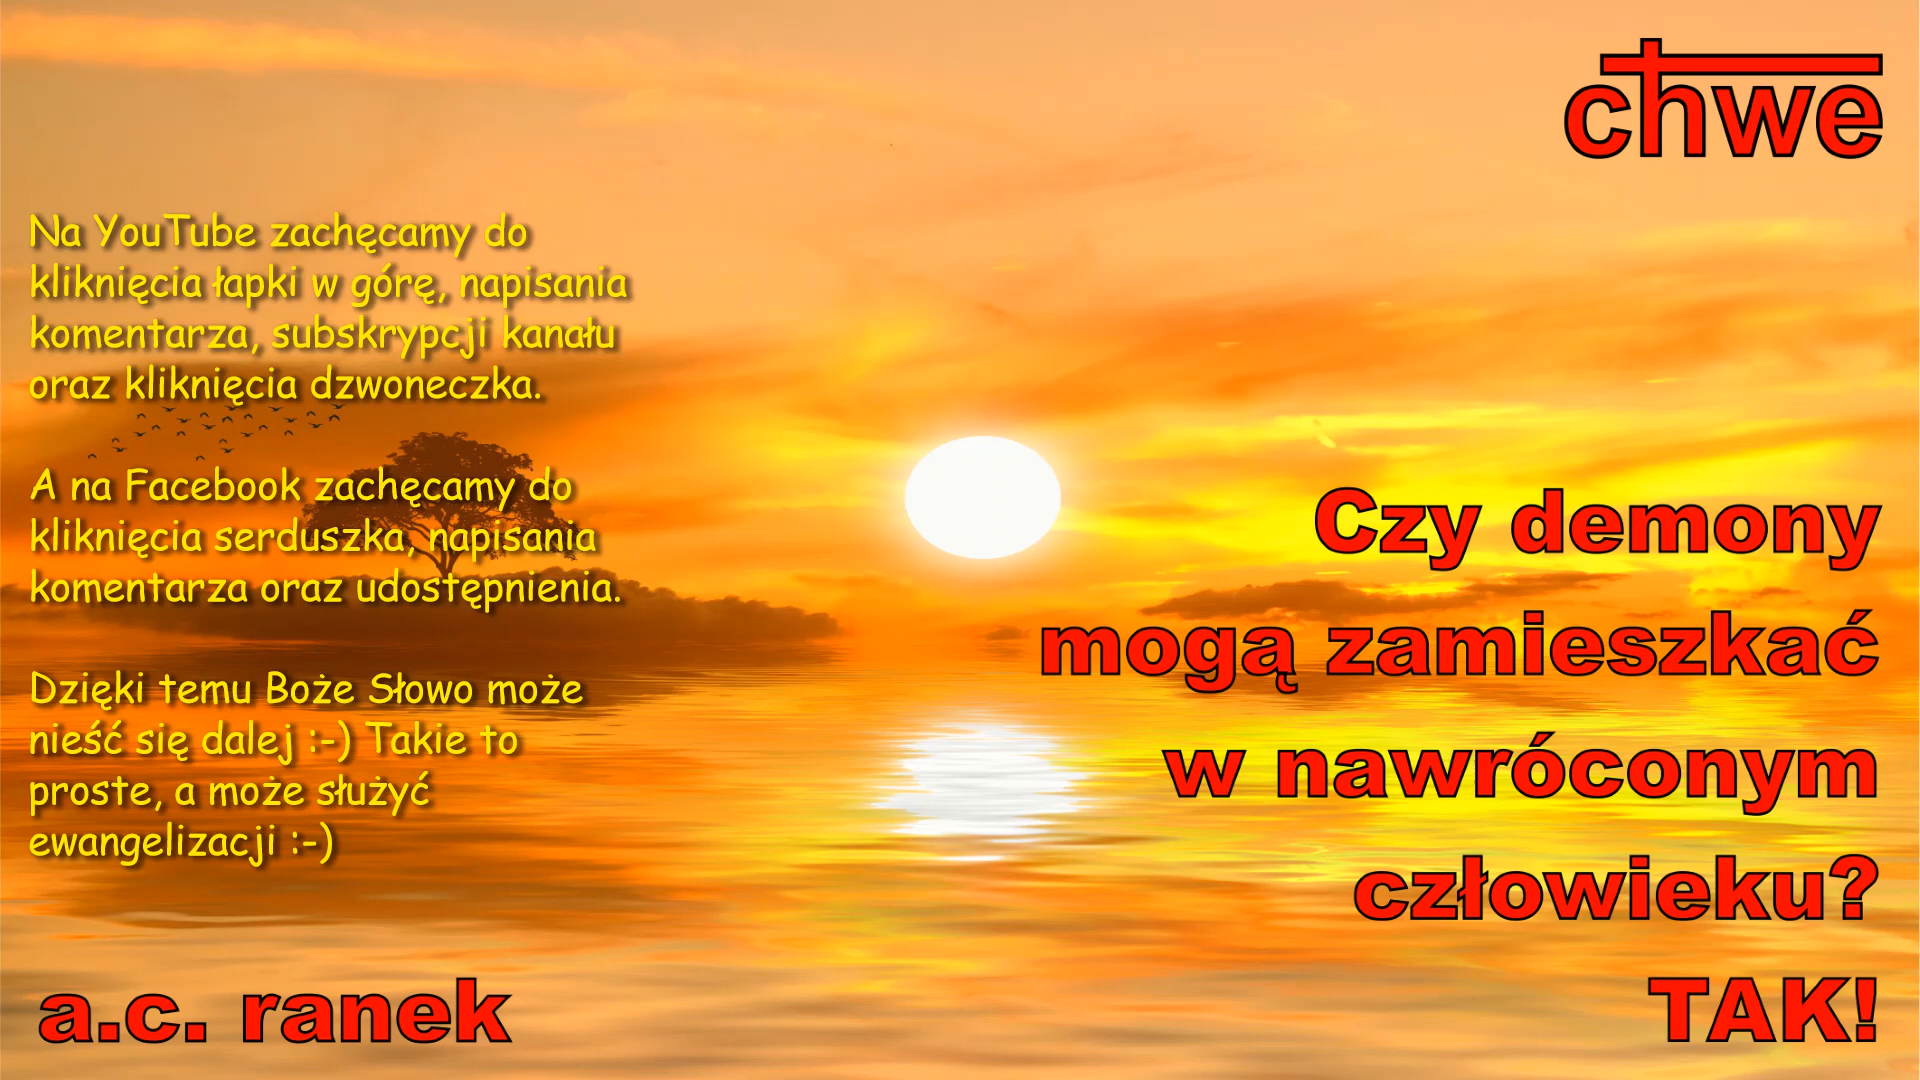 chwe
Na YouTube zachęcamy do
kliknięcia łapki w górę, napisania
komentarza, subskrypcji kanału
oraz kliknięcia dzwoneczka.
A na Facebook zachęcamy do
kliknięcia serduszka, napisania
komentarza oraz udostępnienia.
Dzięki temu Boże Słowo może
nieść się dalej :-) Takie to
proste, a może służyć
ewangelizacji :-)
Czy demony
mogą zamieszkać
w nawróconym
człowieku?
TAK!
a.c. ranek